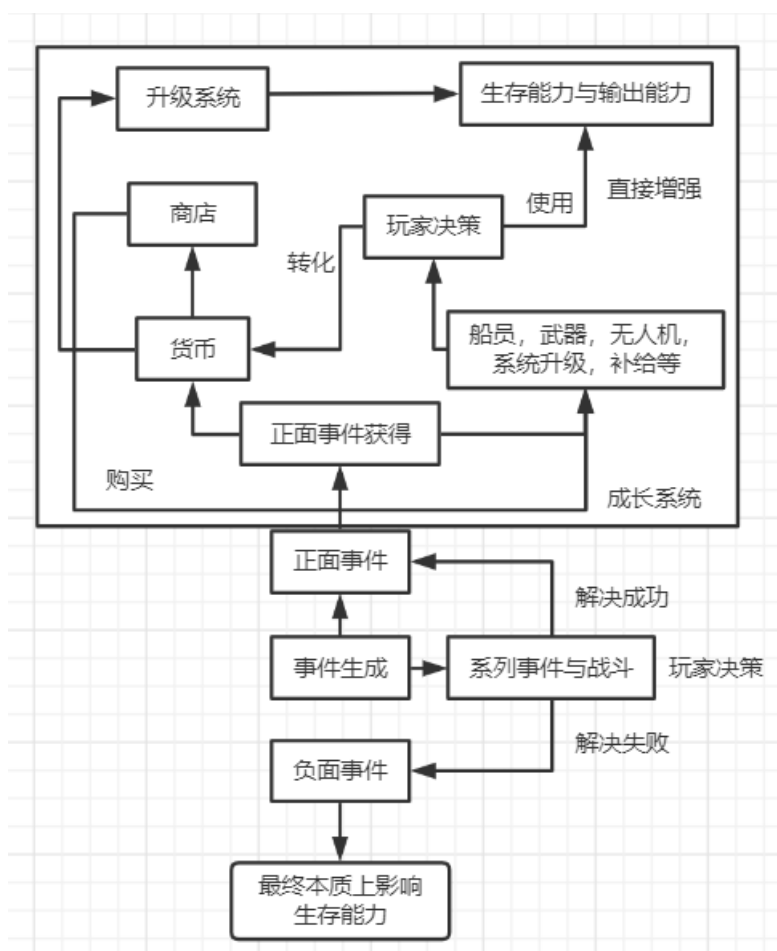 升级系统
生存能力与输出能力
商店
玩家决策
使用
直接增强
转化
货币
船员，武器，无人机，
系统升级，补给等
正面事件获得
购买
成长系统
正面事件
解决成功
事件生成
系列事件与战斗
玩家决策
解决失败
负面事件
最终本质上影响
生存能力